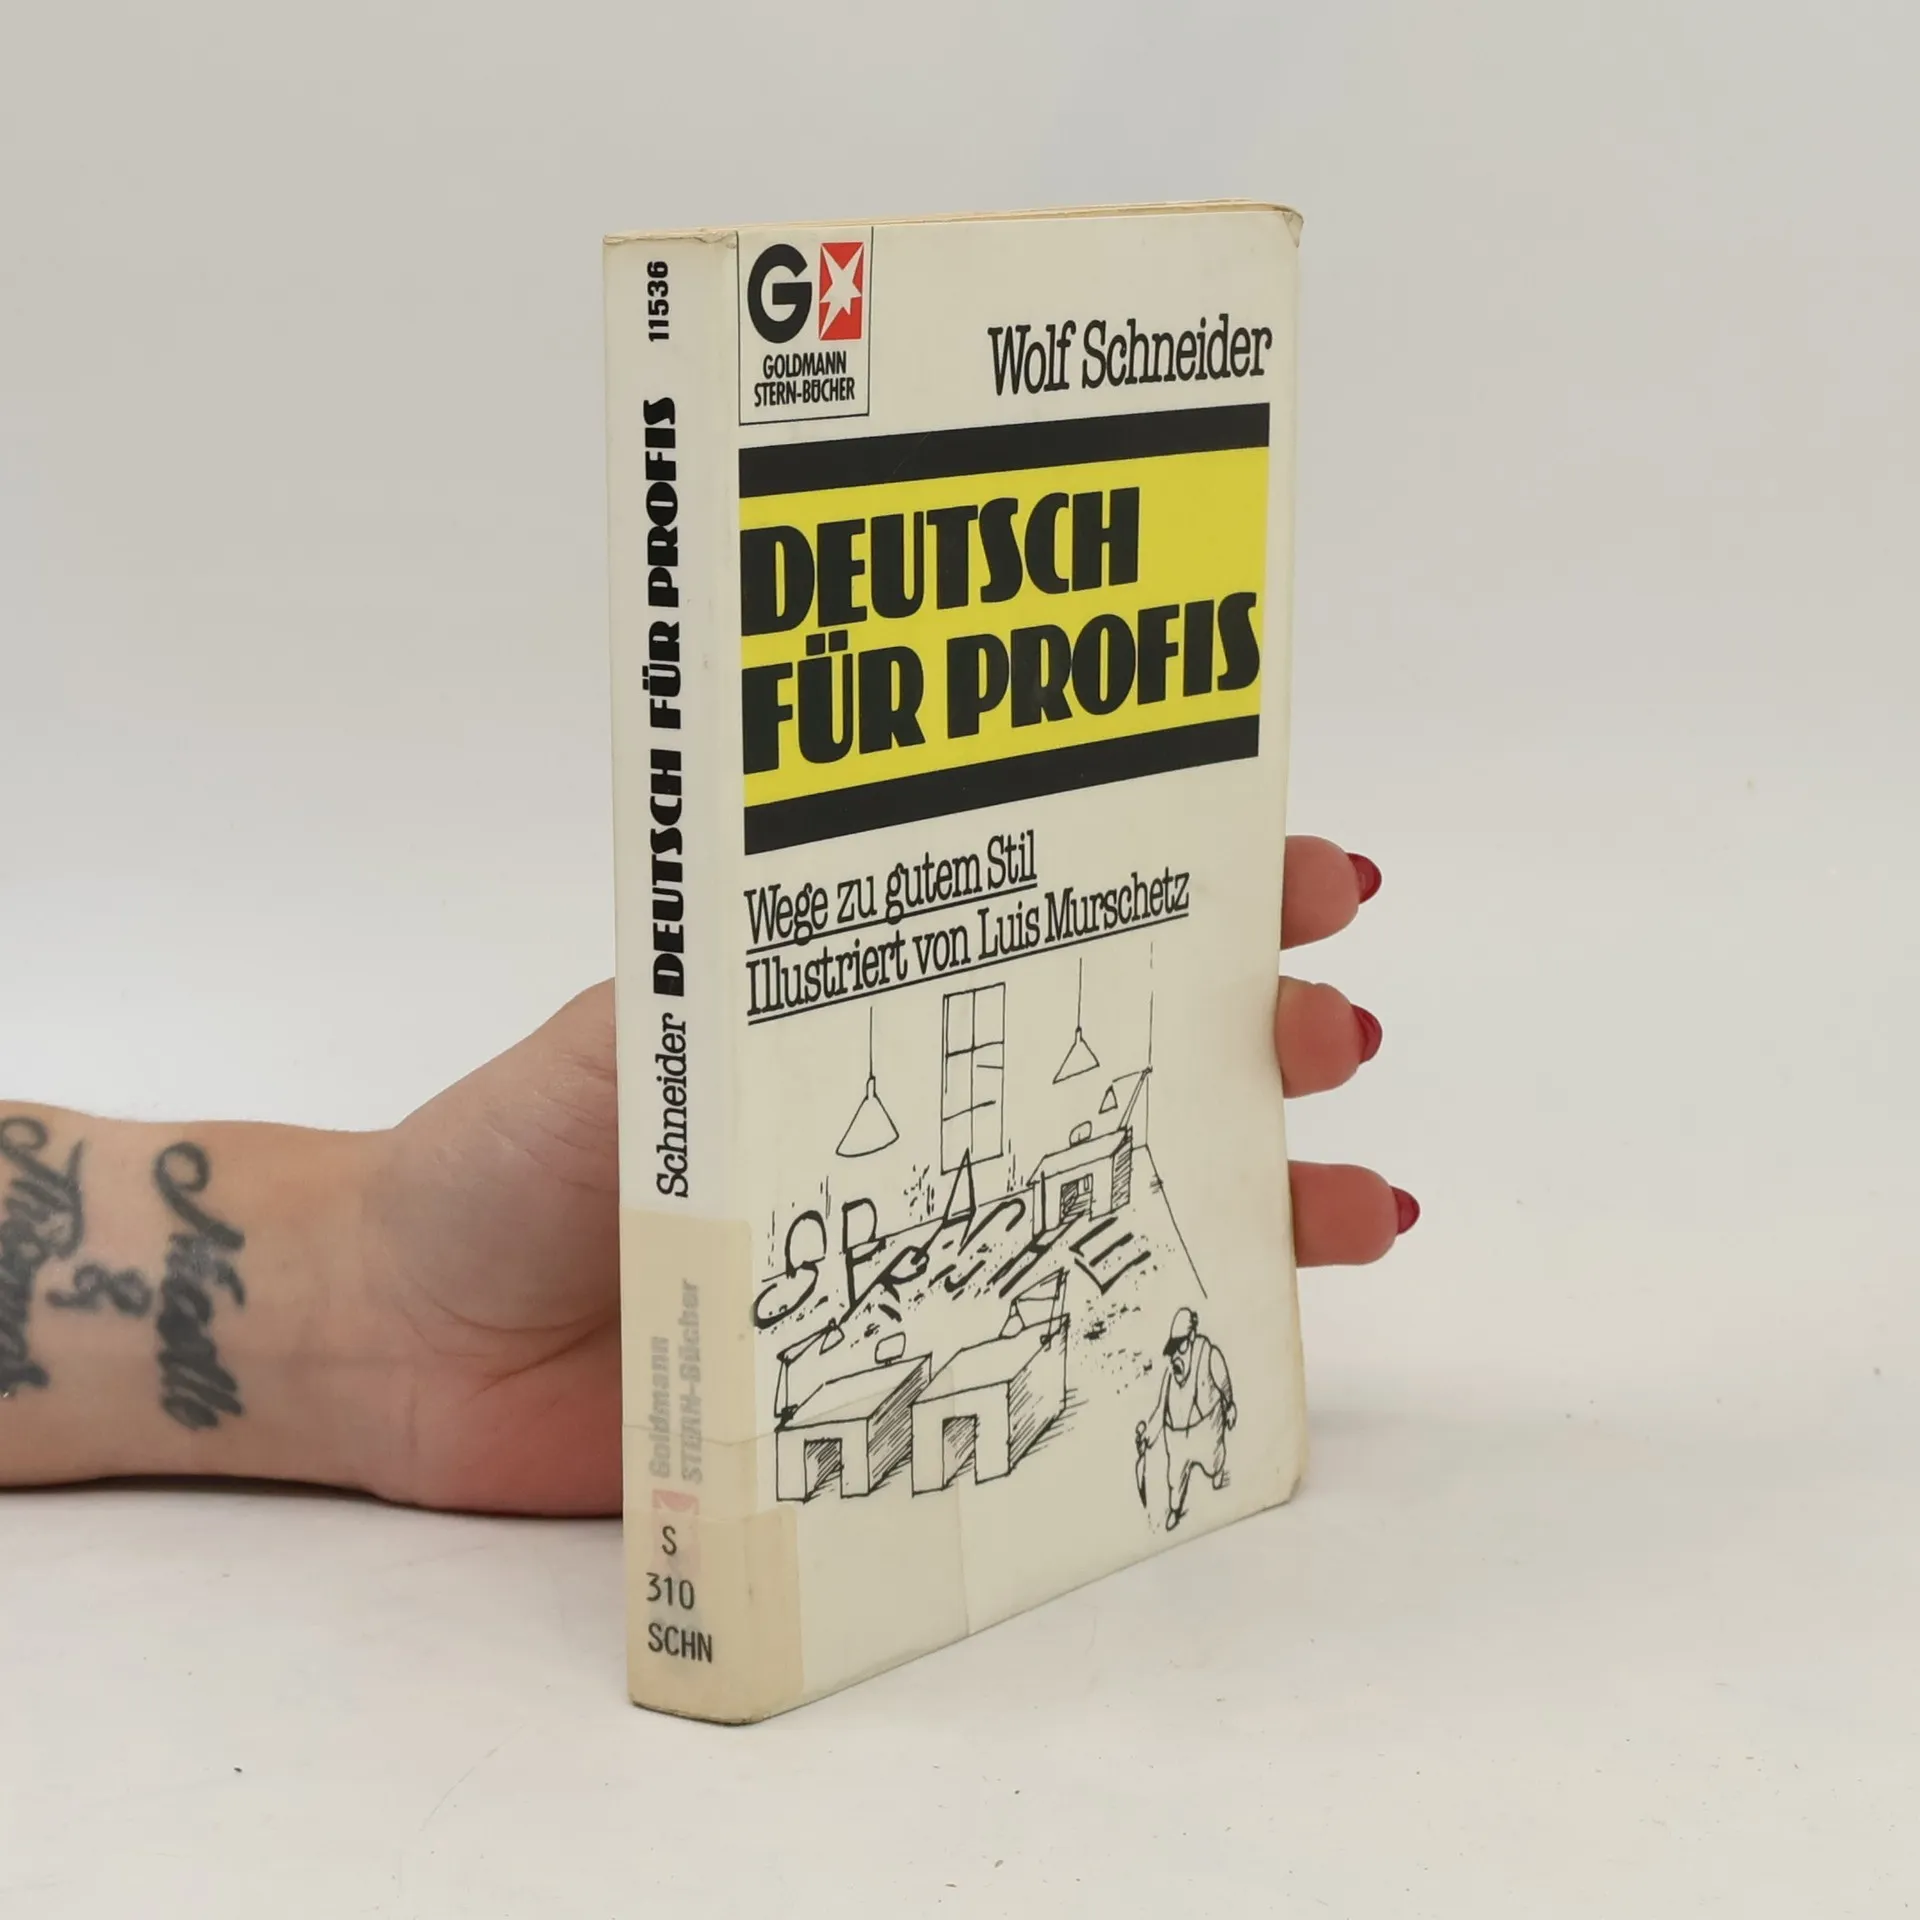 G
GOLDMANN
STERN-BÜCHER
Wolf Schneider
DEUTSCH
FÜR PROFIS
Wege zu gutem Stil
Illustriert von Luis Murschetz
SPRACHE
Schneider DEUTSCH FÜR PROFIS 11536
Goldmann
STERN-Bücher
S
310
SCHN
&